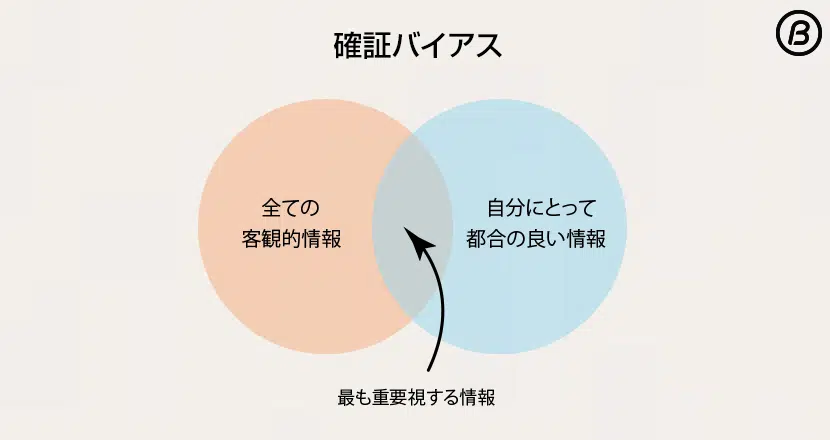 確証バイアス
全ての
客観的情報
自分にとって
都合の良い情報
最も重要視する情報